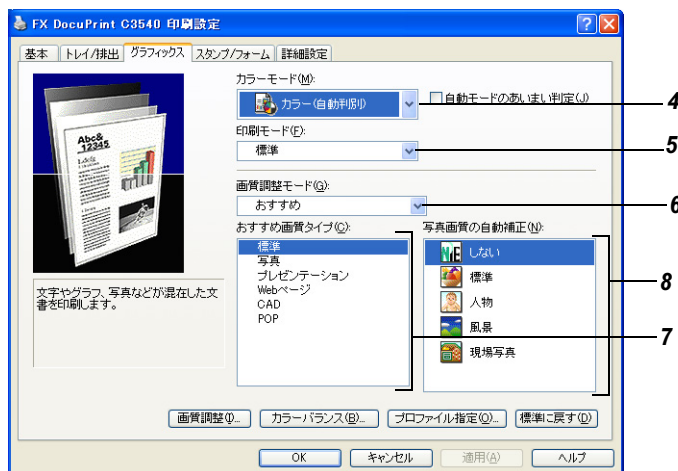 FX DocuPrint C3540 印刷設定
基本 トレイ/排出 グラフィックス スタンプ/フォーム 詳細設定
カラーモード(M):
カラー(自動判別)
自動モードのあいまい判定(J)
4
印刷モード(F):
標準
5
画質調整モード(G):
おすすめ
6
おすすめ画質タイプ(C):
標準
写真
プレゼンテーション
Webページ
CAD
POP
7
写真画質の自動補正(N):
しない
標準
人物
風景
現場写真
8
Abc&
12345
文字やグラフ、写真などが混在した文
書を印刷します。
画質調整(I)... カラーバランス(B)... プロファイル指定(O)... 標準に戻す(D)
OK キャンセル 適用(A) ヘルプ